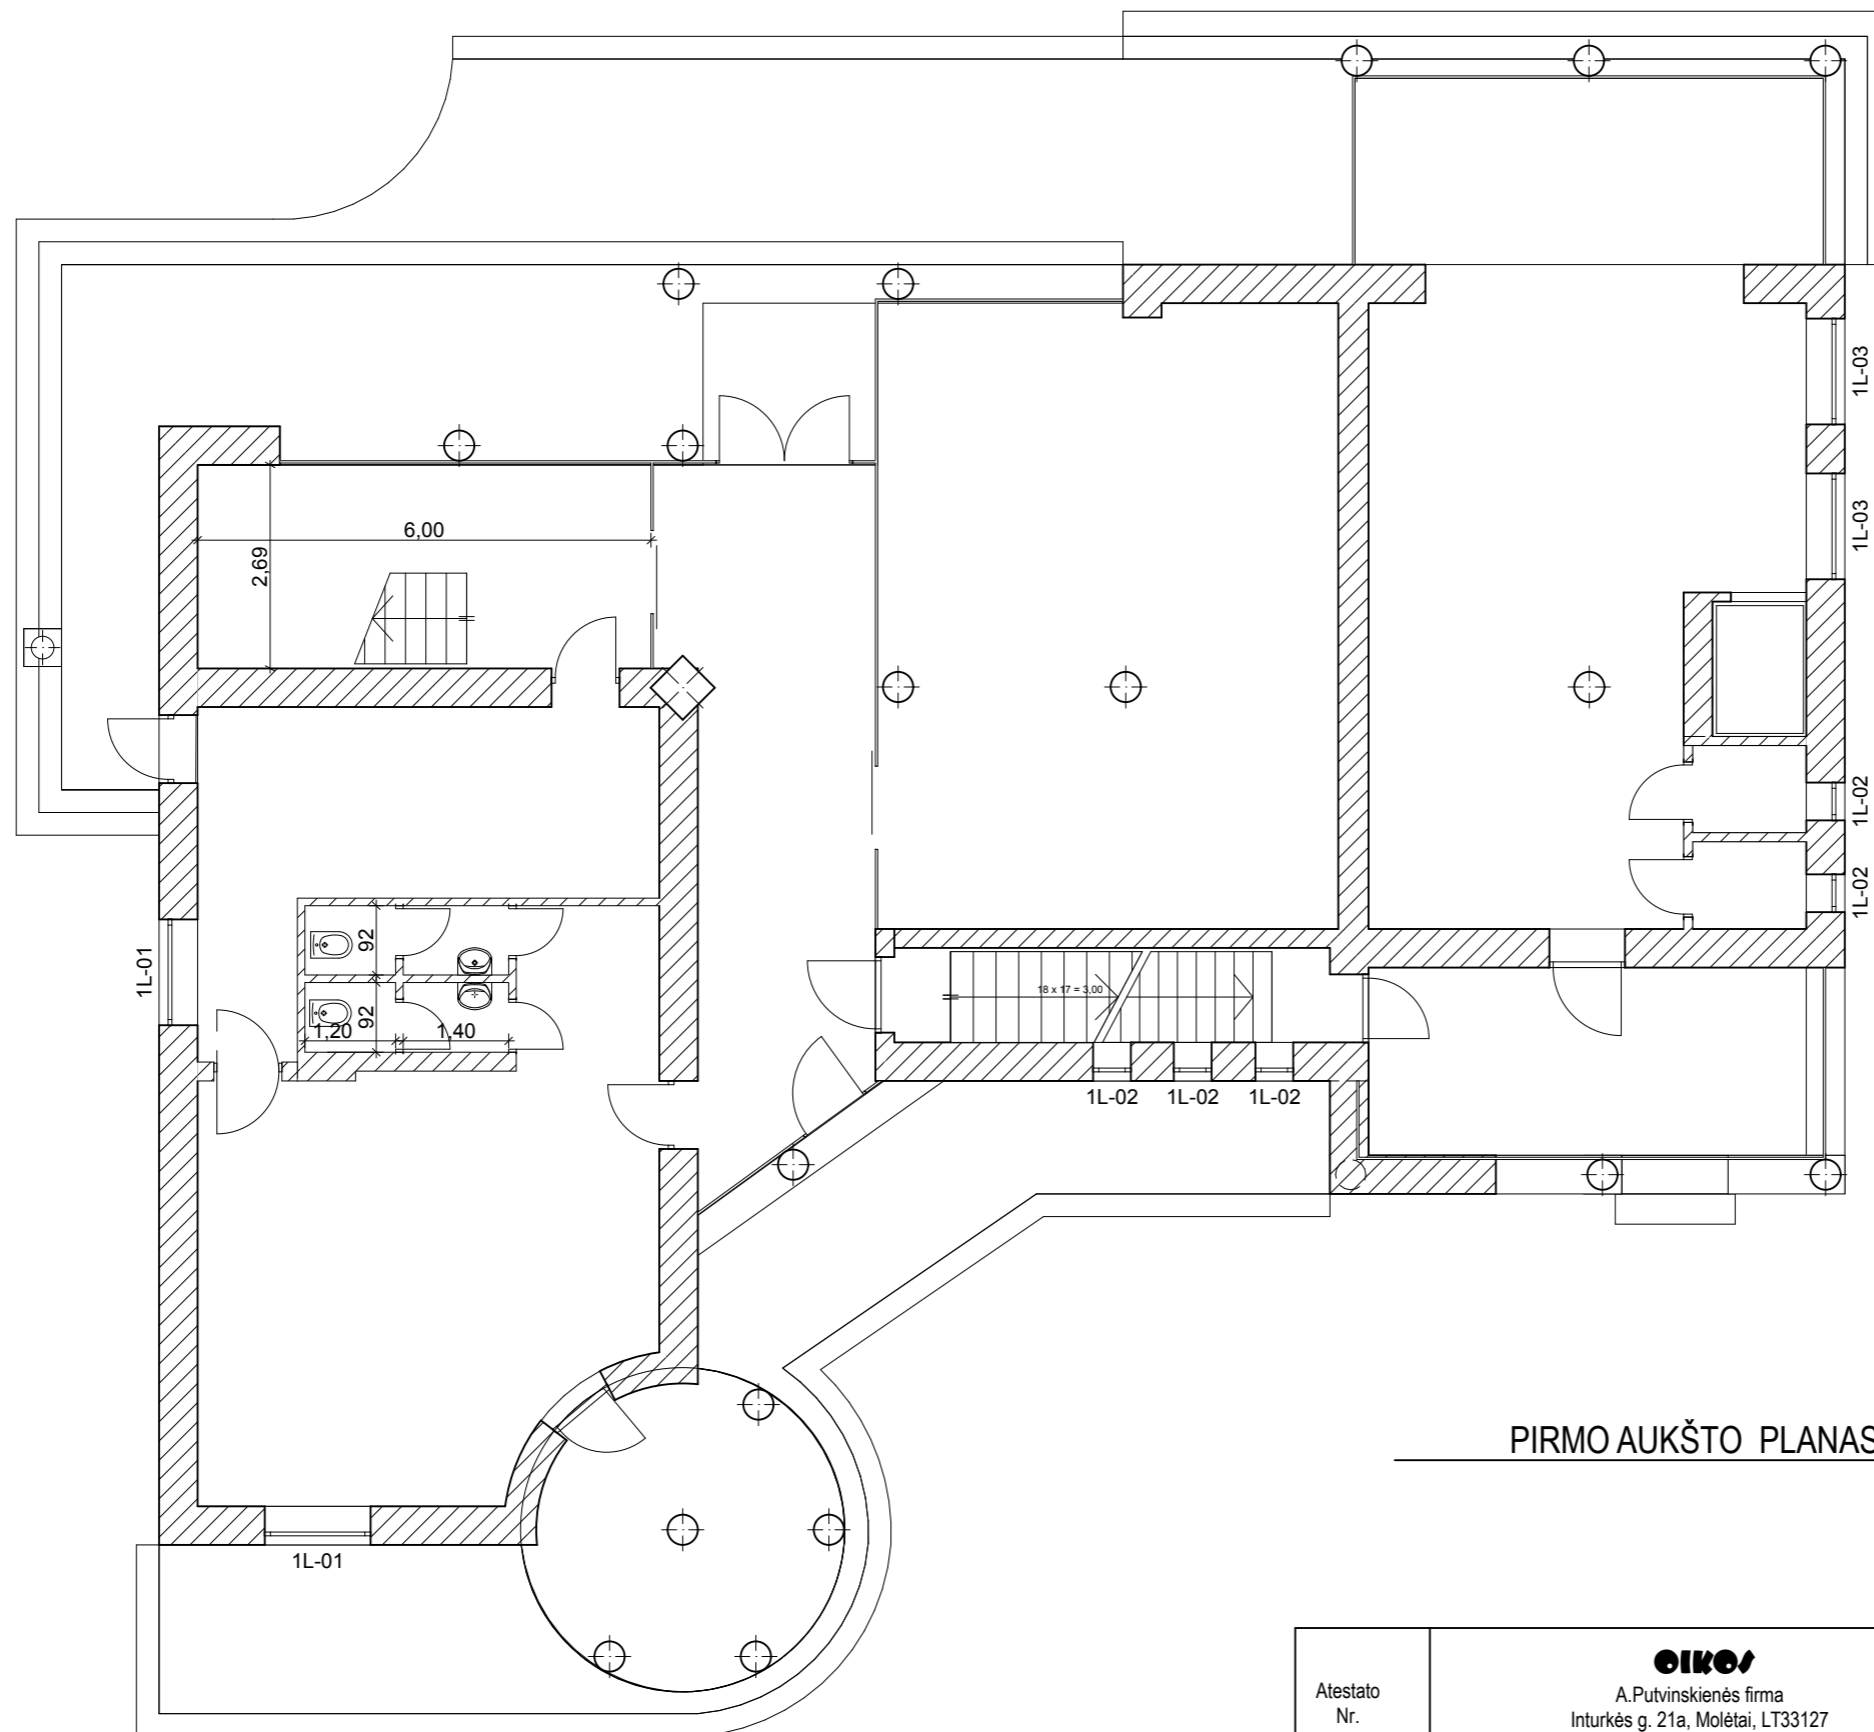 1L-03
6,00
1L-03
2,69
1L-02
1L-02
92
1L-01
18 x 17 = 3,00
92
1,20
1,40
1L-02
1L-02
1L-02
PIRMO AUKŠTO PLANAS
1L-01
OIKOS
Atestato
Nr.
A.Putvinskienės firma
Inturkės g. 21a, Molėtai, LT33127